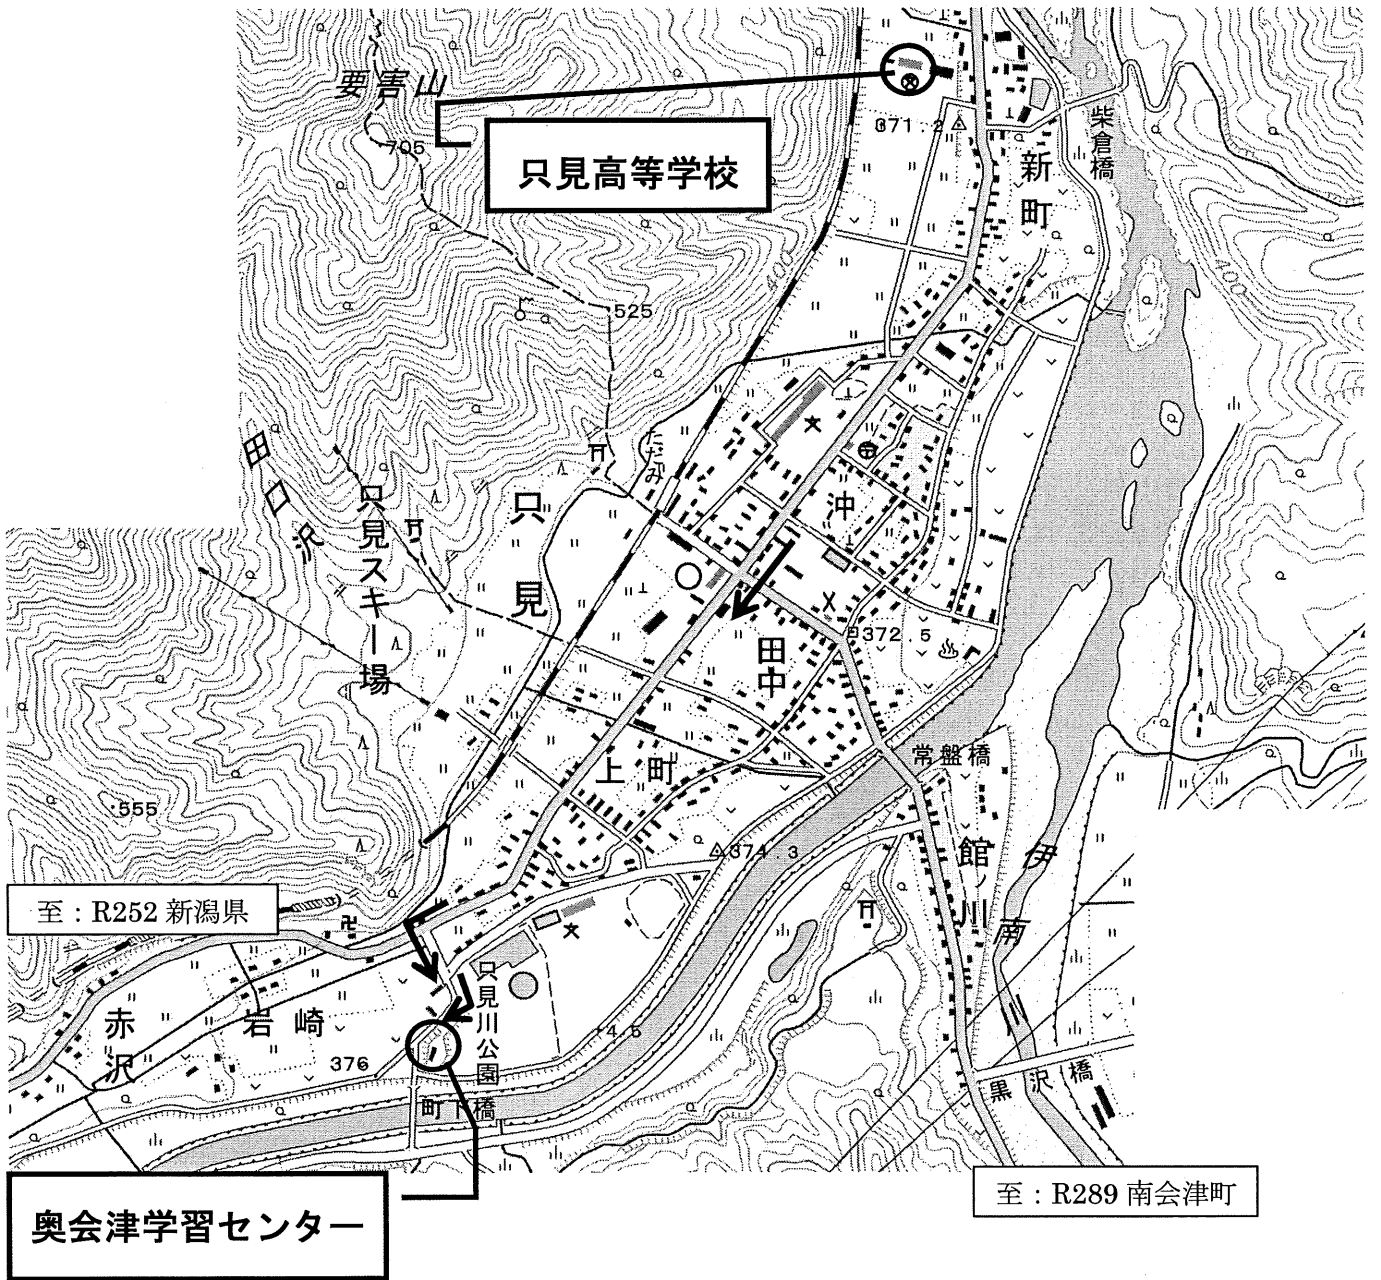 要害山
705
只見高等学校
371.2
柴倉橋
新町
400
400
525
田口沢
只見スキー場
ただみ
只見
沖
田中
372.5
上町
常盤橋
555
374.3
館ノ川
伊南
至：R252 新潟県
赤沢
岩崎
376
只見川公園
町下橋
黒沢橋
奥会津学習センター
至：R289 南会津町